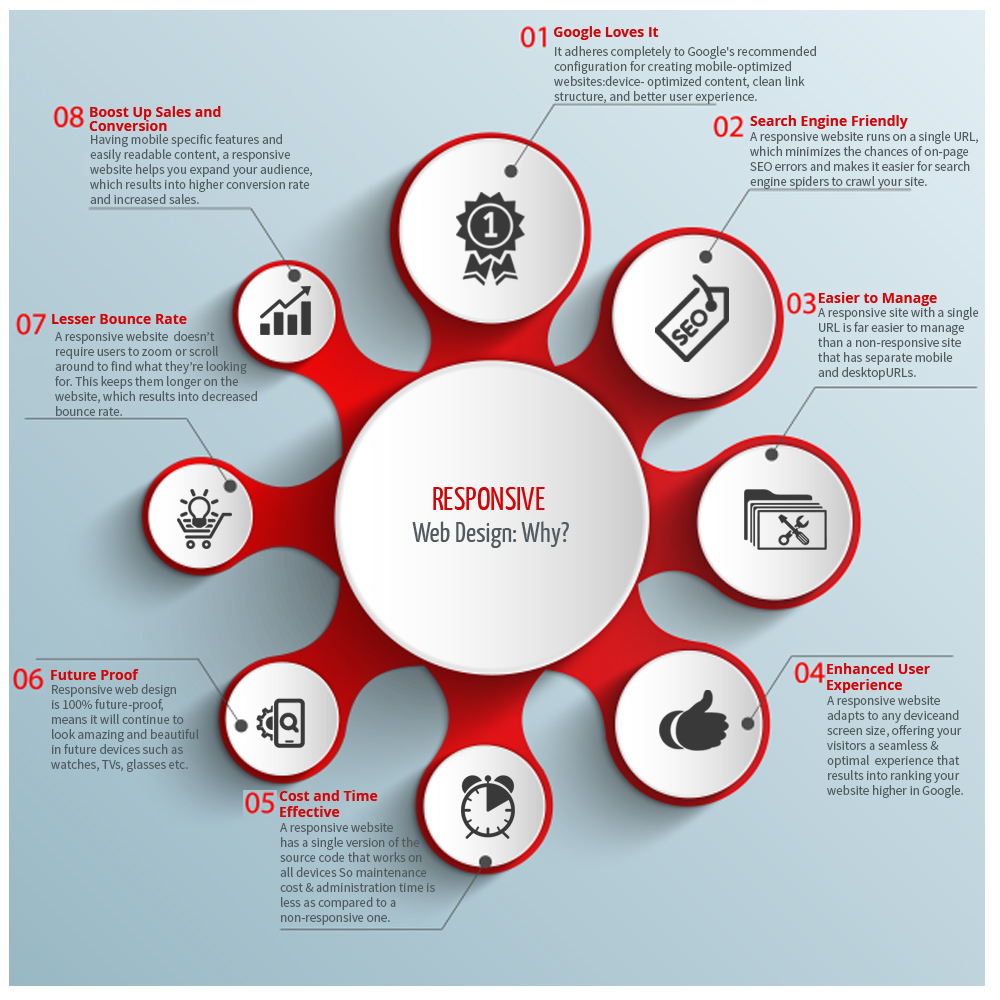 RESPONSIVE
Web Design: Why?
01 Google Loves It
It adheres completely to Google's recommended
configuration for creating mobile-optimized
websites:device- optimized content, clean link
structure, and better user experience.
02 Search Engine Friendly
A responsive website runs on a single URL,
which minimizes the chances of on-page
SEO errors and makes it easier for search
engine spiders to crawl your site.
03 Easier to Manage
A responsive site with a single
URL is far easier to manage
than a non-responsive site
that has separate mobile
and desktopURLs.
04 Enhanced User
Experience
A responsive website
adapts to any deviceand
screen size, offering your
visitors a seamless &
optimal experience that
results into ranking your
website higher in Google.
05 Cost and Time
Effective
A responsive website
has a single version of the
source code that works on
all devices So maintenance
cost & administration time is
less as compared to a
non-responsive one.
06 Future Proof
Responsive web design
is 100% future-proof,
means it will continue to
look amazing and beautiful
in future devices such as
watches, TVs, glasses etc.
07 Lesser Bounce Rate
A responsive website doesn't
require users to zoom or scroll
around to find what they're looking
for. This keeps them longer on the
website, which results into decreased
bounce rate.
08 Boost Up Sales and
Conversion
Having mobile specific features and
easily readable content, a responsive
website helps you expand your audience,
which results into higher conversion rate
and increased sales.
1
SEO